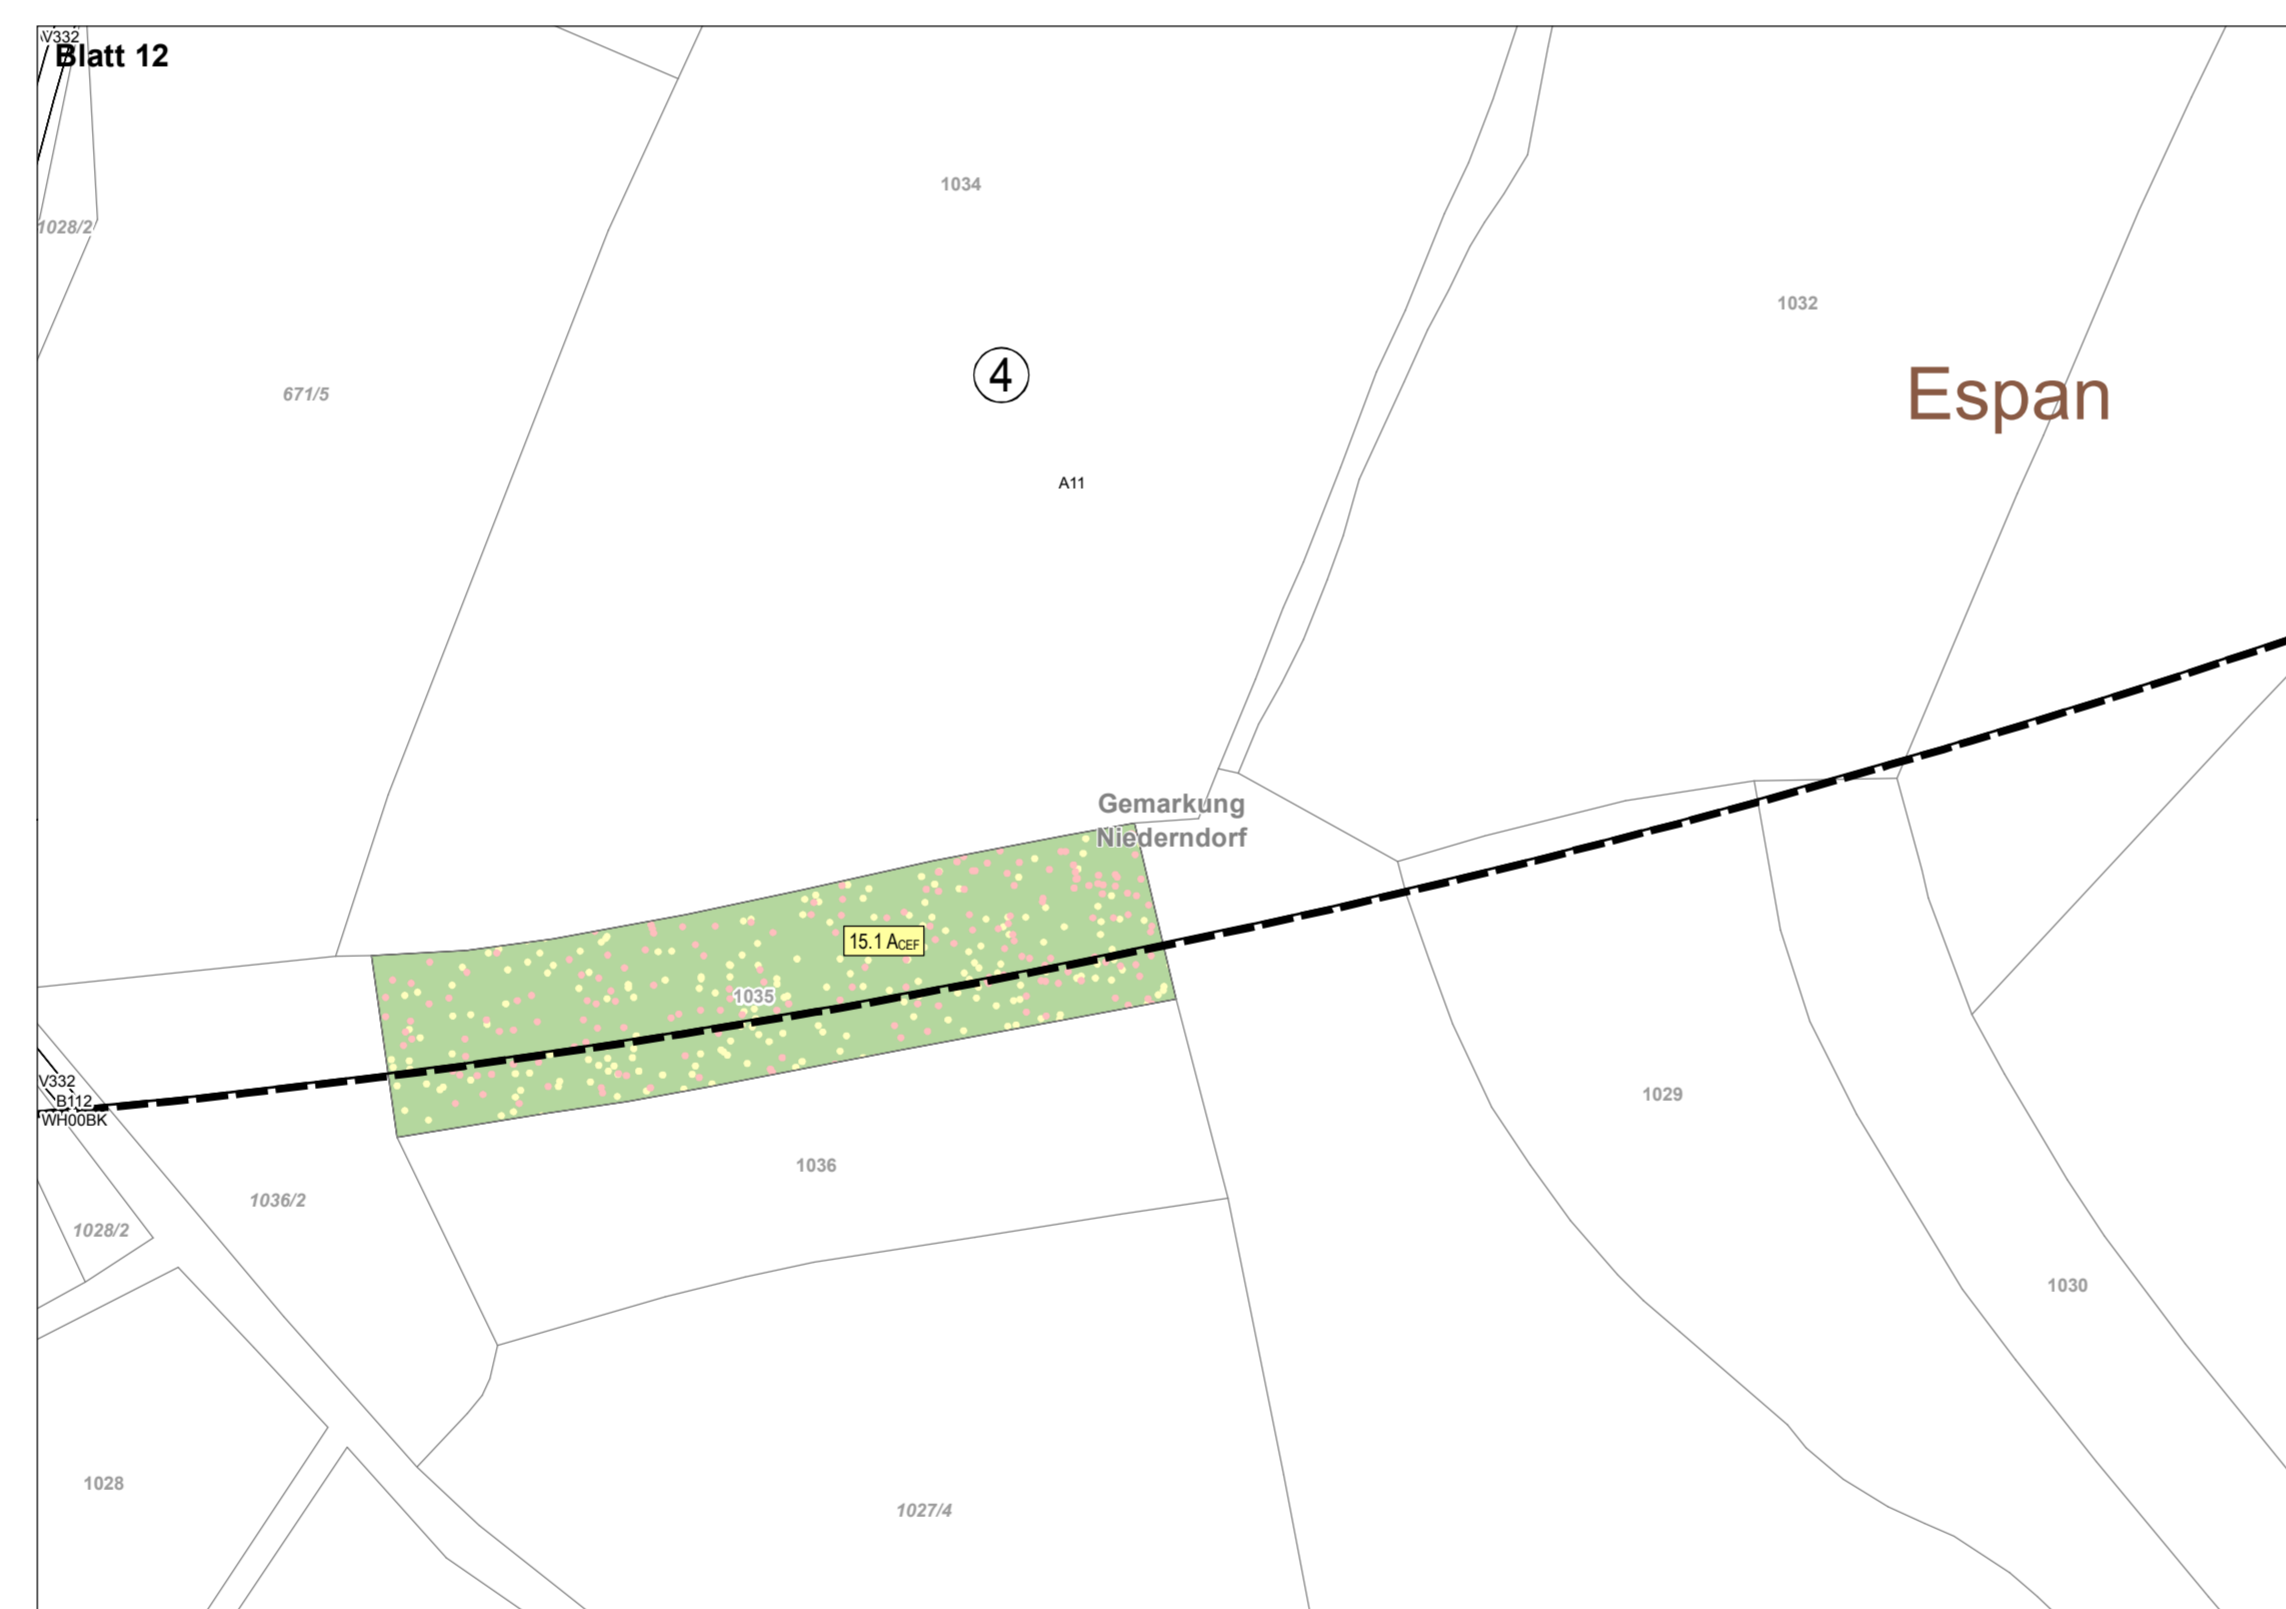 V332
Blatt 12
1034
1028/2
1032
4
671/5
Espan
A11
Gemarkung
Niederndorf
15.1 ACEF
1035
V332
B112
WH00BK
1029
1036
1036/2
1028/2
1030
1028
1027/4